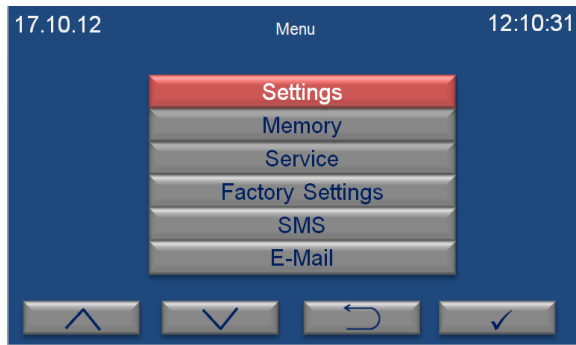 17.10.12 Menu 12:10:31
Settings
Memory
Service
Factory Settings
SMS
E-Mail